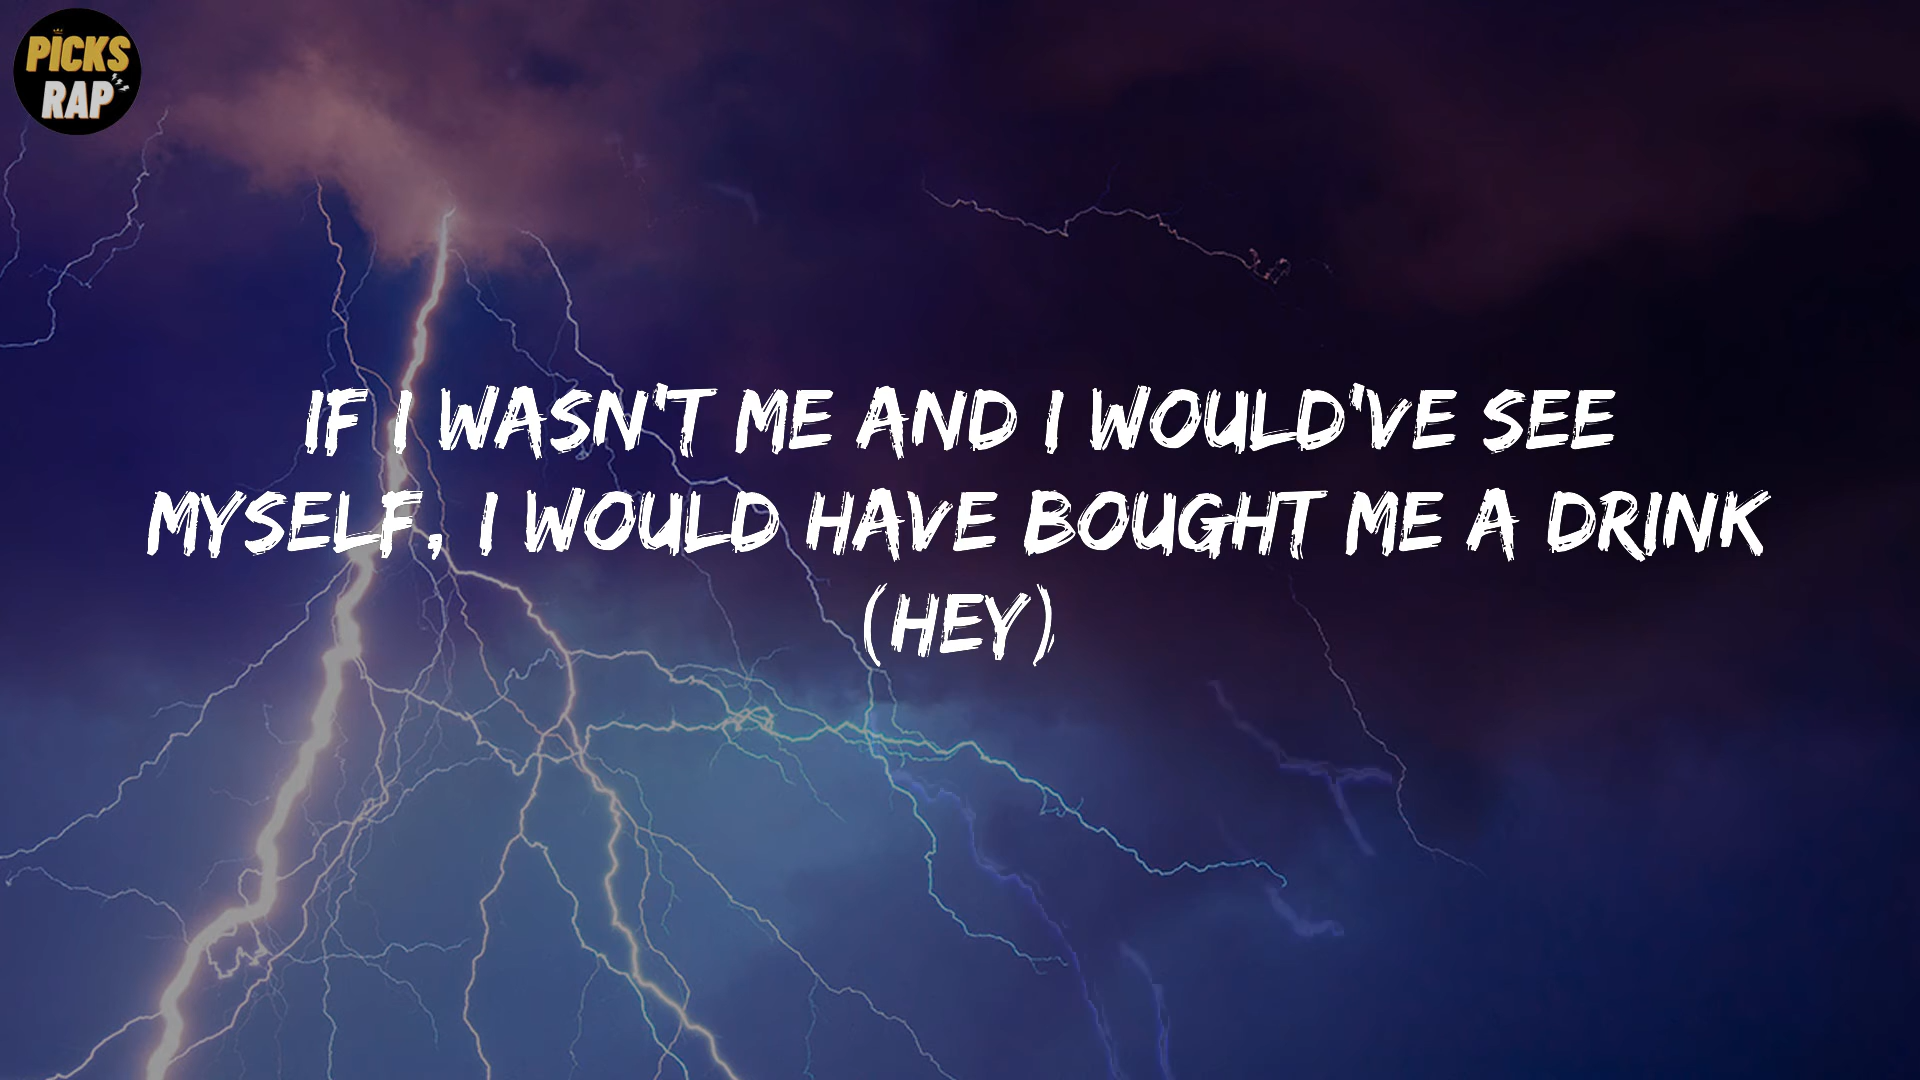 PICKS
RAP
IF I WASN'T ME AND I WOULD'VE SEE
MYSELF, I WOULD HAVE BOUGHT ME A DRINK
(HEY)